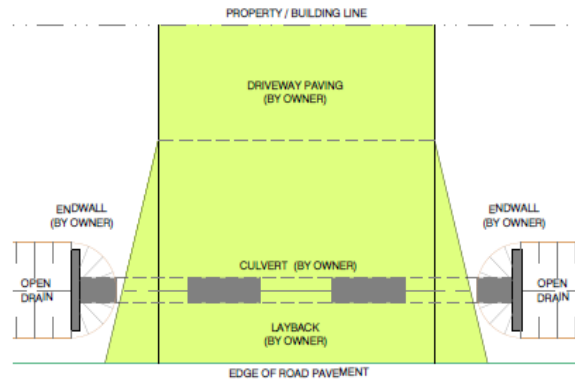 PROPERTY / BUILDING LINE
DRIVEWAY PAVING
(BY OWNER)
ENDWALL
(BY OWNER)
ENDWALL
(BY OWNER)
CULVERT (BY OWNER)
OPEN
DRAIN
OPEN
DRAIN
LAYBACK
(BY OWNER)
EDGE OF ROAD PAVEMENT